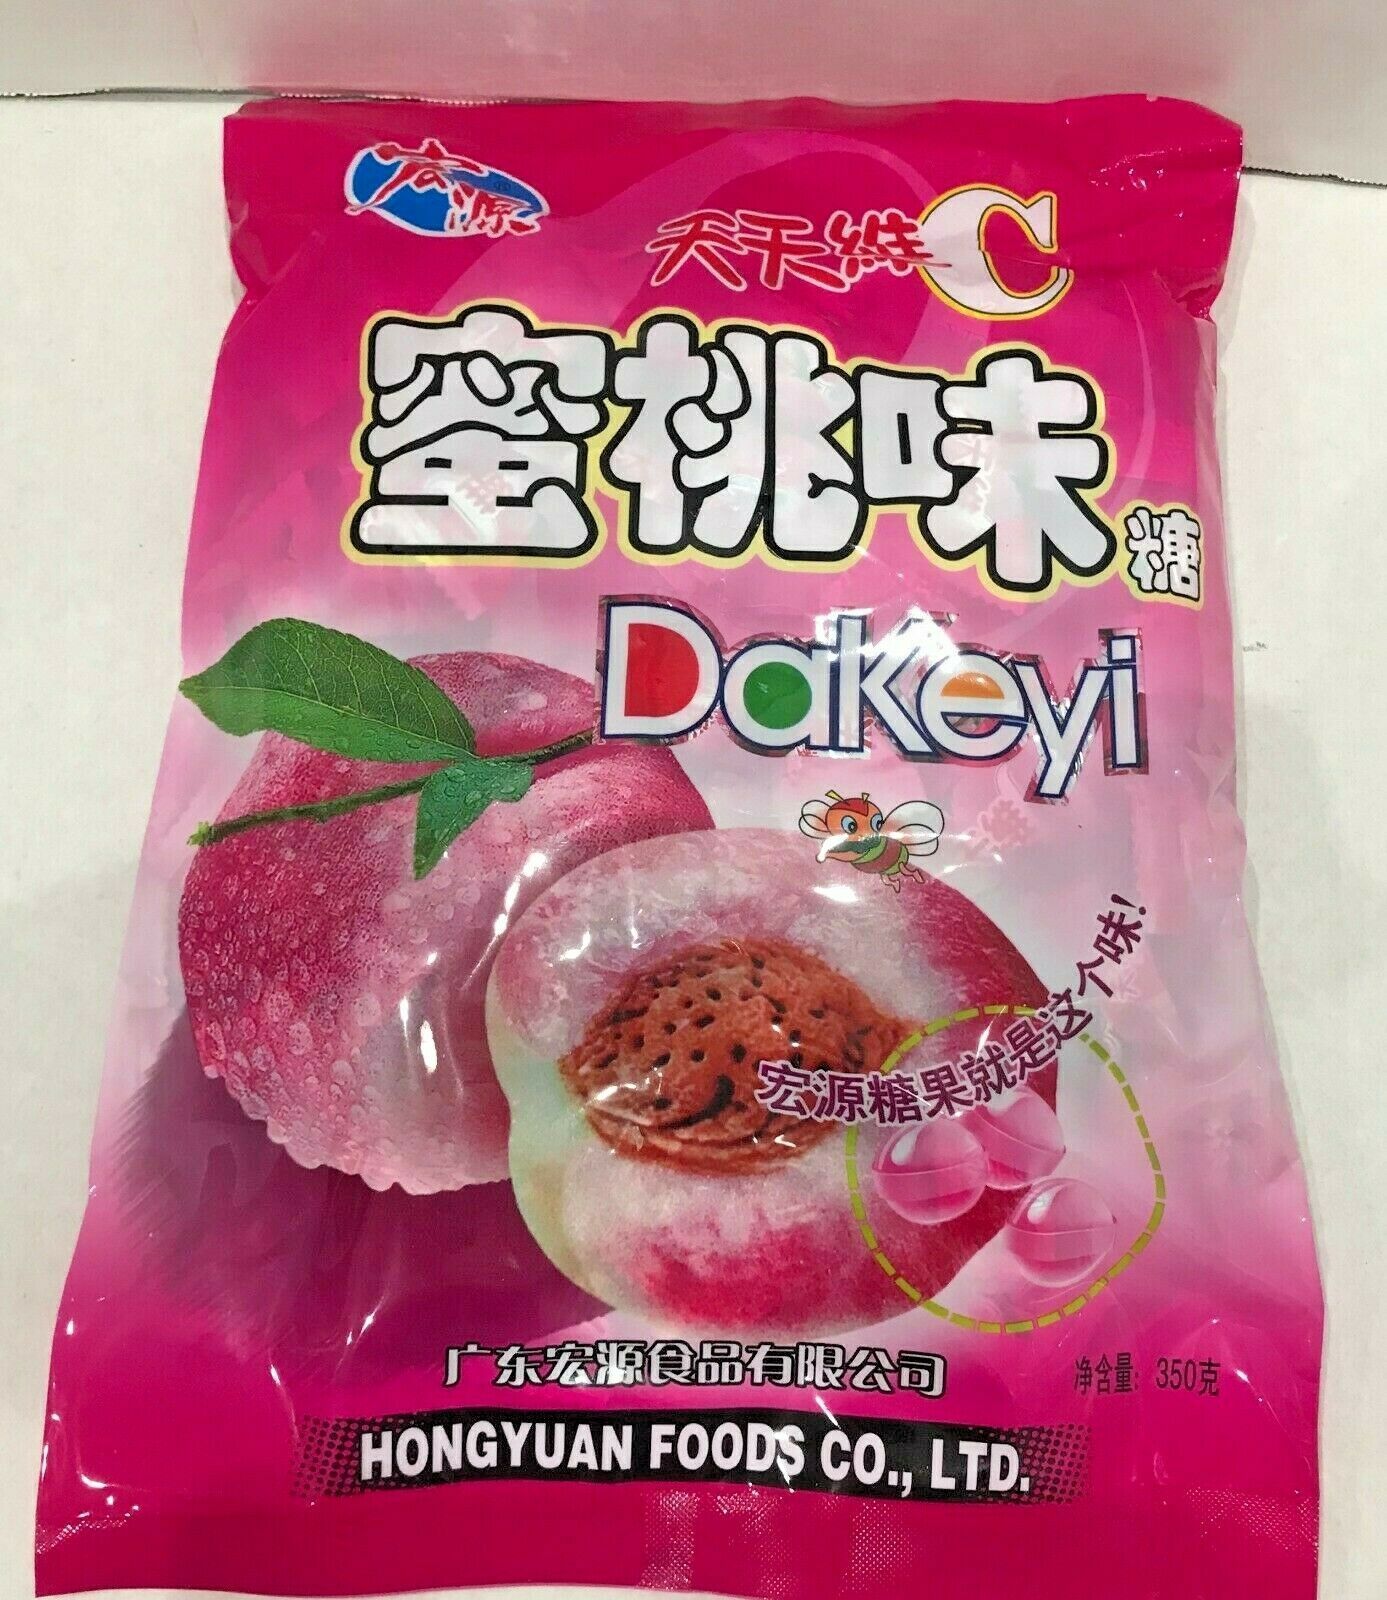 宏源
天天維C
蜜桃味糖
Dakeyi
宏源糖果就是这个味!
广东宏源食品有限公司
净含量: 350克
HONGYUAN FOODS CO., LTD.